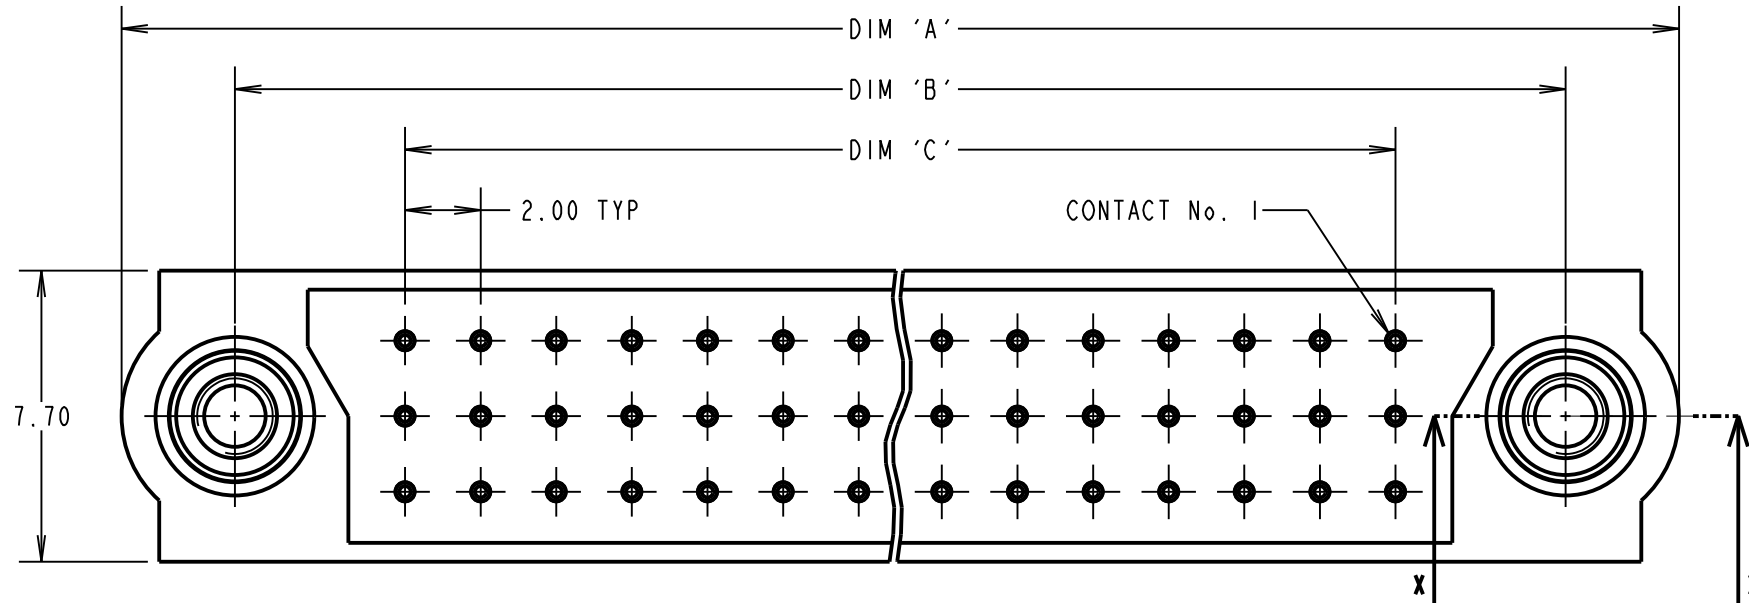 DIM 'A'
DIM 'B'
DIM 'C'
2.00 TYP
CONTACT No. 1
7.70
X